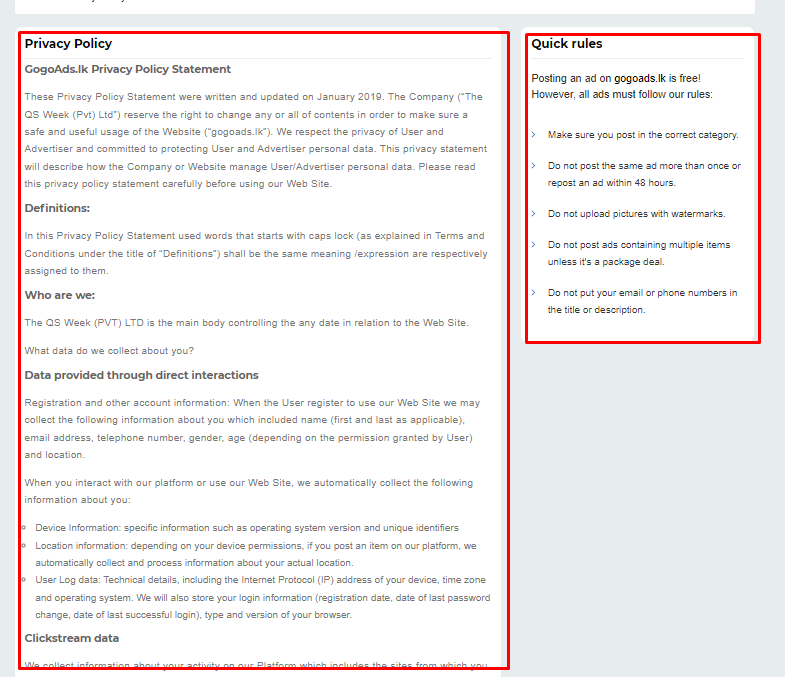 Privacy Policy
GogoAds.lk Privacy Policy Statement
These Privacy Policy Statement were written and updated on January 2019. The Company ("The
QS Week (Pvt) Ltd") reserve the right to change any or all of contents in order to make sure a
safe and useful usage of the Website ("gogoads.lk"). We respect the privacy of User and
Advertiser and committed to protecting User and Advertiser personal data. This privacy statement
will describe how the Company or Website manage User/Advertiser personal data. Please read
this privacy policy statement carefully before using our Web Site.
Definitions:
In this Privacy Policy Statement used words that starts with caps lock (as explained in Terms and
Conditions under the title of "Definitions") shall be the same meaning /expression are respectively
assigned to them.
Who are we:
The QS Week (PVT) LTD is the main body controlling the any date in relation to the Web Site.
What data do we collect about you?
Data provided through direct interactions
Registration and other account information: When the User register to use our Web Site we may
collect the following information about you which included name (first and last as applicable),
email address, telephone number, gender, age (depending on the permission granted by User)
and location.
When you interact with our platform or use our Web Site, we automatically collect the following
information about you:
Device Information: specific information such as operating system version and unique identifiers
Location information: depending on your device permissions, if you post an item on our platform, we
automatically collect and process information about your actual location.
User Log data: Technical details, including the Internet Protocol (IP) address of your device, time zone
and operating system. We will also store your login information (registration date, date of last password
change, date of last successful login), type and version of your browser.
Clickstream data
We collect information about your activity on our Platform which includes the sites from which you
Quick rules
Posting an ad on gogoads.lk is free!
However, all ads must follow our rules:
Make sure you post in the correct category.
Do not post the same ad more than once or
repost an ad within 48 hours.
Do not upload pictures with watermarks.
Do not post ads containing multiple items
unless it's a package deal.
Do not put your email or phone numbers in
the title or description.